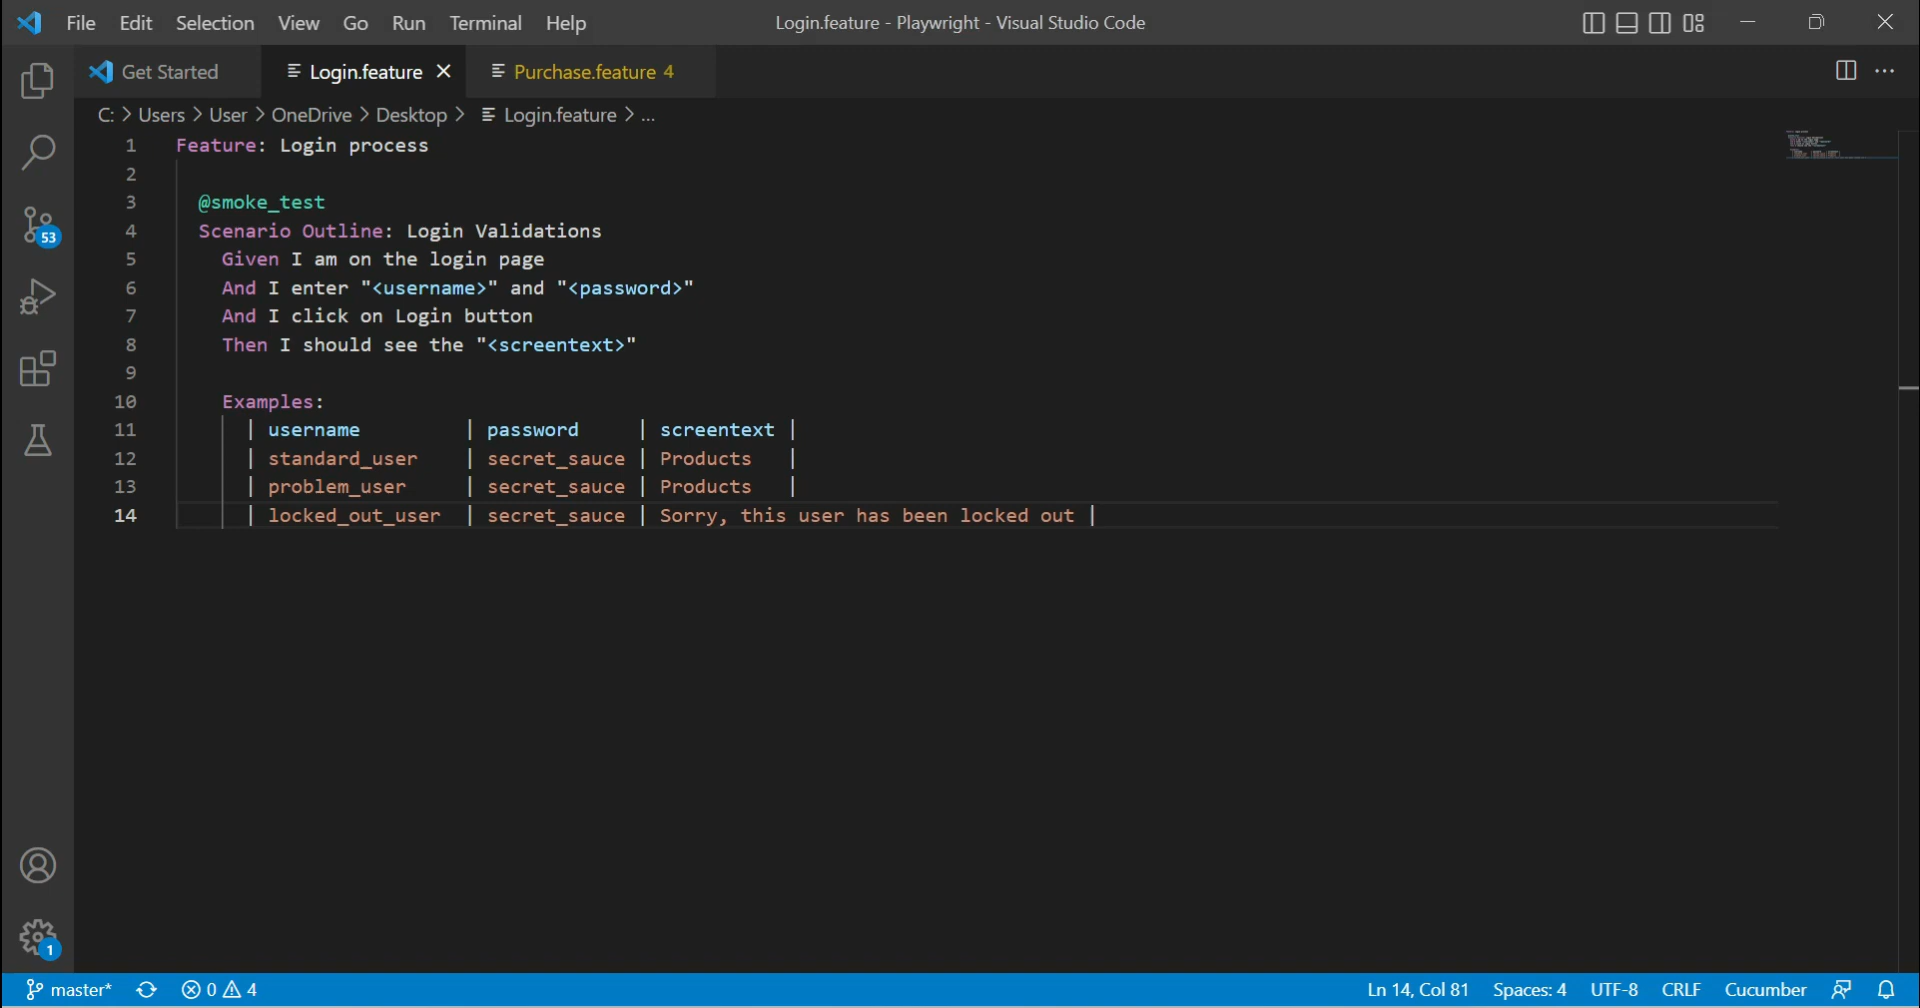 File Edit Selection View Go Run Terminal Help Login.feature - Playwright - Visual Studio Code
Get Started Login.feature Purchase.feature 4
C: > Users > User > OneDrive > Desktop > Login.feature > ...
1 Feature: Login process
2
3 @smoke_test
4 Scenario Outline: Login Validations
5 Given I am on the login page
6 And I enter "<username>" and "<password>"
7 And I click on Login button
8 Then I should see the "<screentext>"
9
10 Examples:
11 | username | password | screentext |
12 | standard_user | secret_sauce | Products |
13 | problem_user | secret_sauce | Products |
14 | locked_out_user | secret_sauce | Sorry, this user has been locked out |
53
1
master* 0 4 Ln 14, Col 81 Spaces: 4 UTF-8 CRLF Cucumber